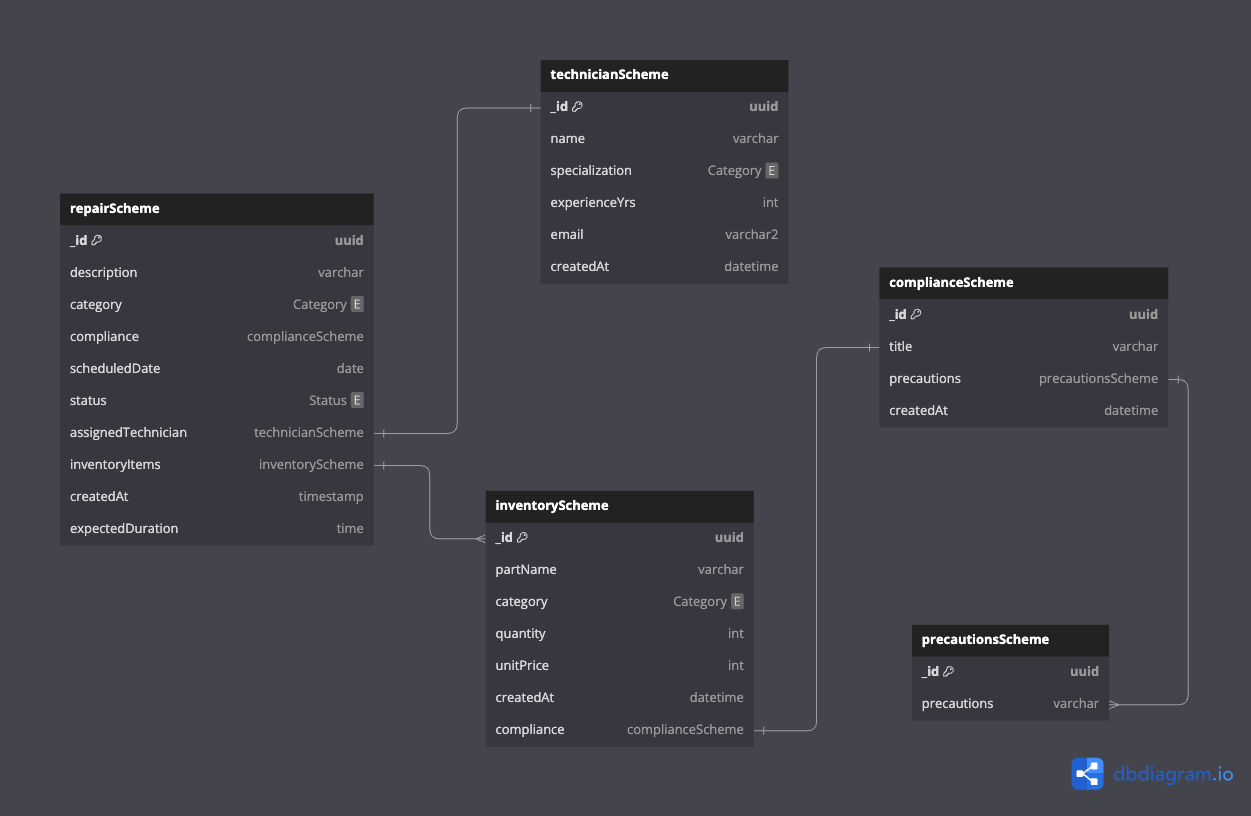 technicianScheme
_id uuid
name varchar
specialization Category E
experienceYrs int
email varchar2
createdAt datetime
repairScheme
_id uuid
description varchar
category Category E
compliance complianceScheme
scheduledDate date
status Status E
assignedTechnician technicianScheme
inventoryItems inventoryScheme
createdAt timestamp
expectedDuration time
complianceScheme
_id uuid
title varchar
precautions precautionsScheme
createdAt datetime
inventoryScheme
_id uuid
partName varchar
category Category E
quantity int
unitPrice int
createdAt datetime
compliance complianceScheme
precautionsScheme
_id uuid
precautions varchar
dbdiagram.io